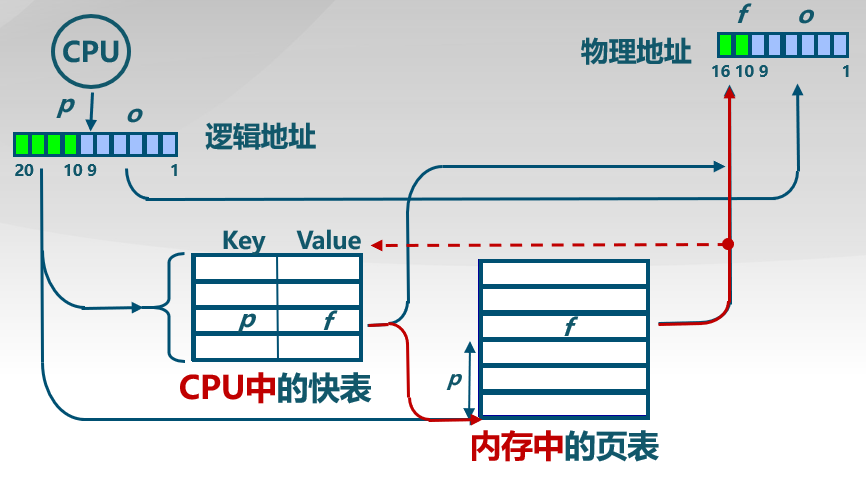 f o
CPU
物理地址
16 10 9 1
p o
逻辑地址
20 10 9 1
Key Value
p f
f
p
CPU中的快表
内存中的页表